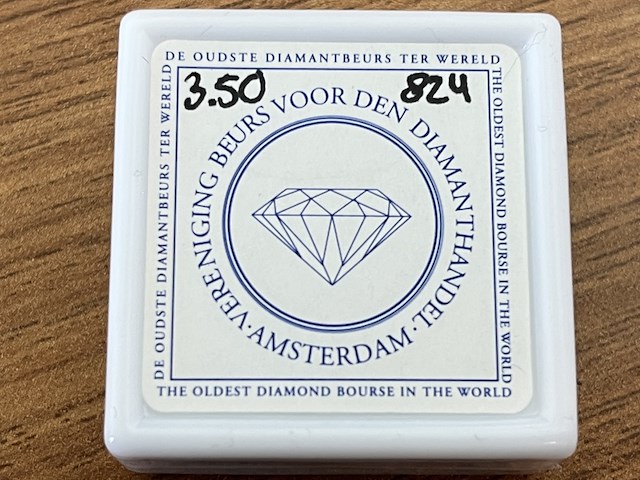 DE OUDSTE DIAMANTBEURS TER WERELD
THE OLDEST DIAMOND BOURSE IN THE WORLD
THE OLDEST DIAMOND BOURSE IN THE WORLD
DE OUDSTE DIAMANTBEURS TER WERELD
3.50
824
VERENIGING BEURS VOOR DEN DIAMANTHANDEL
·AMSTERDAM·